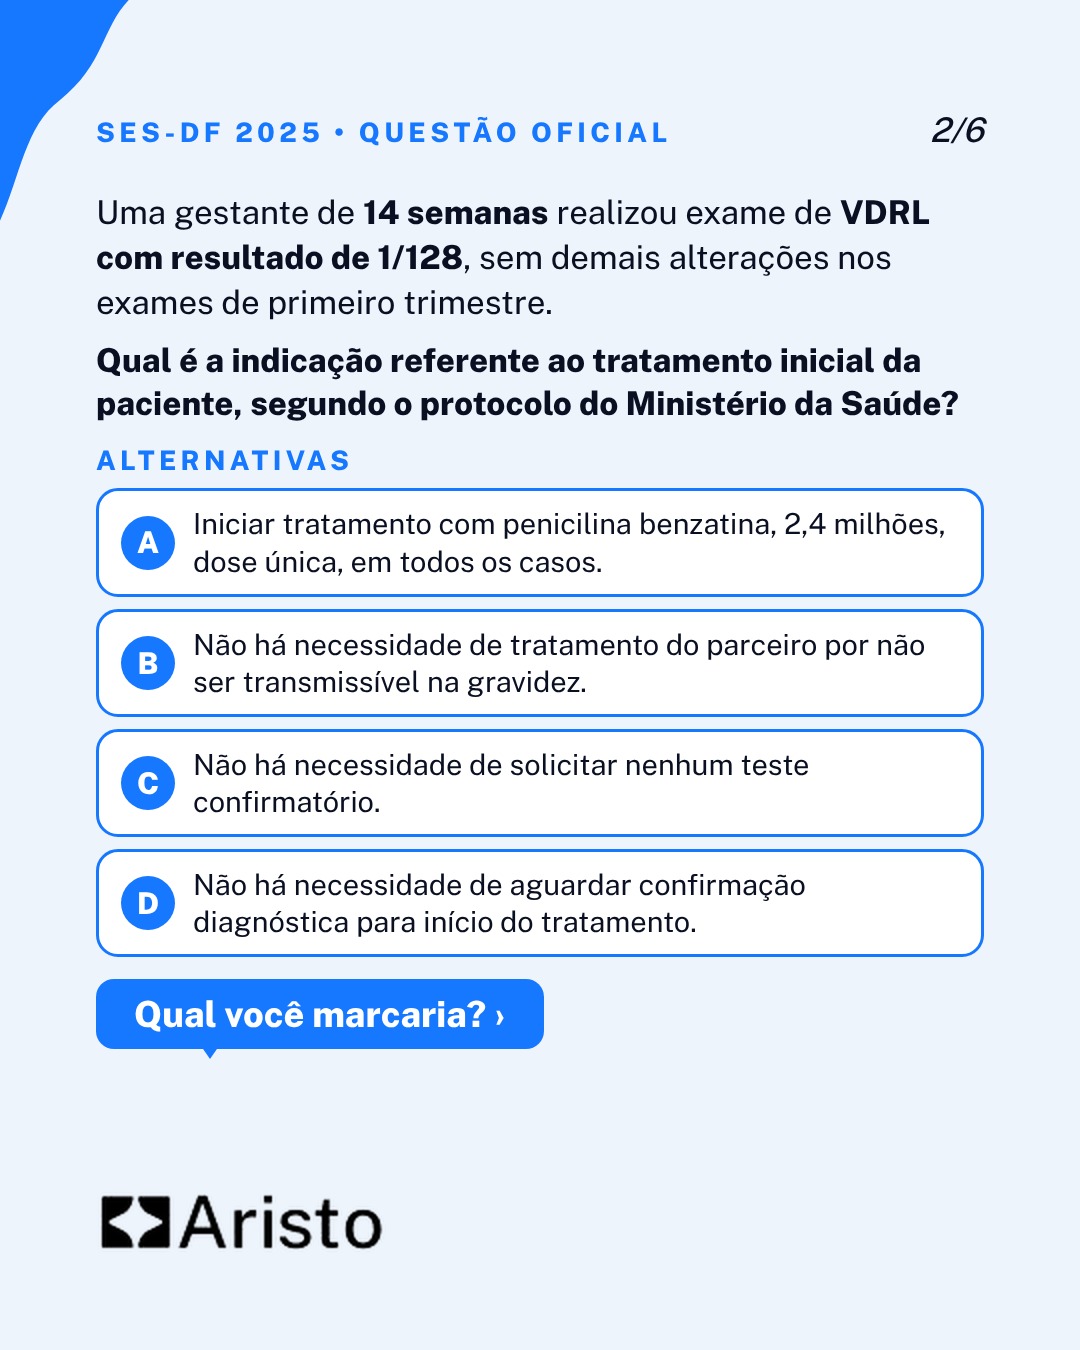 SES-DF 2025 • QUESTÃO OFICIAL
2/6
Uma gestante de 14 semanas realizou exame de VDRL
com resultado de 1/128, sem demais alterações nos
exames de primeiro trimestre.
Qual é a indicação referente ao tratamento inicial da
paciente, segundo o protocolo do Ministério da Saúde?
ALTERNATIVAS
A
Iniciar tratamento com penicilina benzatina, 2,4 milhões,
dose única, em todos os casos.
B
Não há necessidade de tratamento do parceiro por não
ser transmissível na gravidez.
C
Não há necessidade de solicitar nenhum teste
confirmatório.
D
Não há necessidade de aguardar confirmação
diagnóstica para início do tratamento.
Qual você marcaria? ›
Aristo